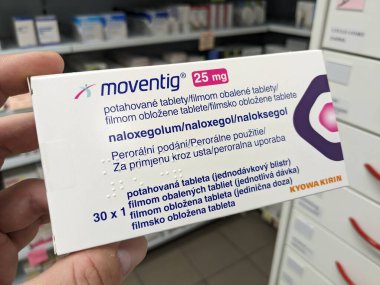 moventig® 25 mg
potahované tablety/filmom obalené tablety/
filmom obložene tablete/filmsko obložene tablete
naloxegolum/naloxegol/naloksegol
Perorální podání/Perorálne použitie/
Za primjenu kroz usta/peroralna uporaba
potahovaná tableta (jednodávkový blistr)
filmom obalených tabliet (jednotlivá dávka)
30 x 1 filmom obložena tableta (jedinična doza)
filmsko obložena tableta
KYOWA KIRIN